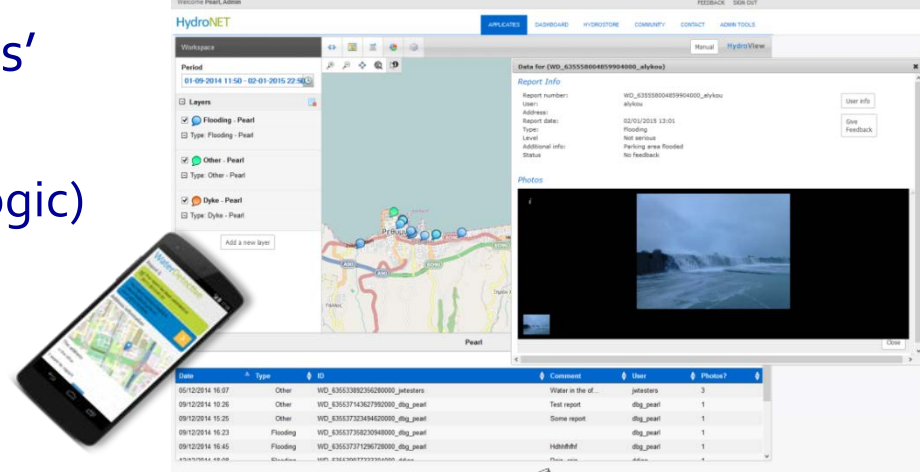 s'
ogic)
Welcome Pearl, Admin
FEEDBACK SIGN OUT
HydroNET
APPLICATIES DASHBOARD HYDROSTORE COMMUNITY CONTACT ADMIN TOOLS
Workspace
Manual HydroView
Period
01-09-2014 11:50 - 02-01-2015 22:50
Layers
Flooding - Pearl
Type: Flooding - Pearl
Other - Pearl
Type: Other - Pearl
Dyke - Pearl
Type: Dyke - Pearl
Add a new layer
Data for (WD_635558004859904000_alykou)
Report Info
Report number: WD_635558004859904000_alykou
User: alykou
Address:
Report date: 02/01/2015 13:01
Type: Flooding
Level Not serious
Additional info: Parking area flooded
Status No feedback
User info
Give Feedback
Photos
Close
WaterDetective
Pearl
Date Type ID Comment User Photos?
05/12/2014 16:07 Other WD_635533892356280000_jwtesters Water in the of... jwtesters 3
09/12/2014 10:26 Other WD_635537143627992000_dbg_pearl Test report dbg_pearl 1
09/12/2014 15:25 Other WD_635537323494620000_dbg_pearl Some report dbg_pearl 1
09/12/2014 16:23 Flooding WD_635537358230948000_dbg_pearl dbg_pearl 1
09/12/2014 16:45 Flooding WD_635537371296728000_dbg_pearl Hdhhfhfhf dbg_pearl 1